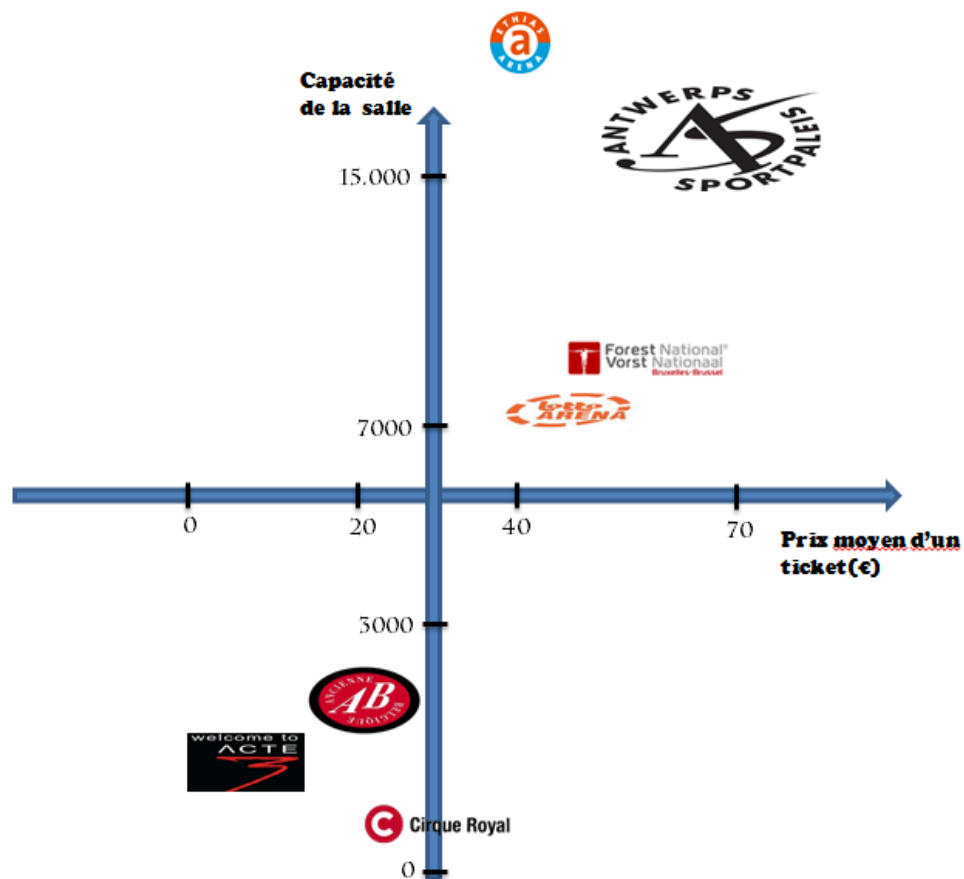 ETHIAS
a
ARENA
Capacité
de la salle
ANTWERPS
AS
SPORTPALEIS
15.000
Forest National®
Vorst Nationaal
Bruxelles-Brussel
lotto
ARENA
7000
0
20
40
70
Prix moyen d'un
ticket(€)
3000
ANCIENNE
AB
BELGIQUE
welcome to
ACTE
3
C Cirque Royal
0